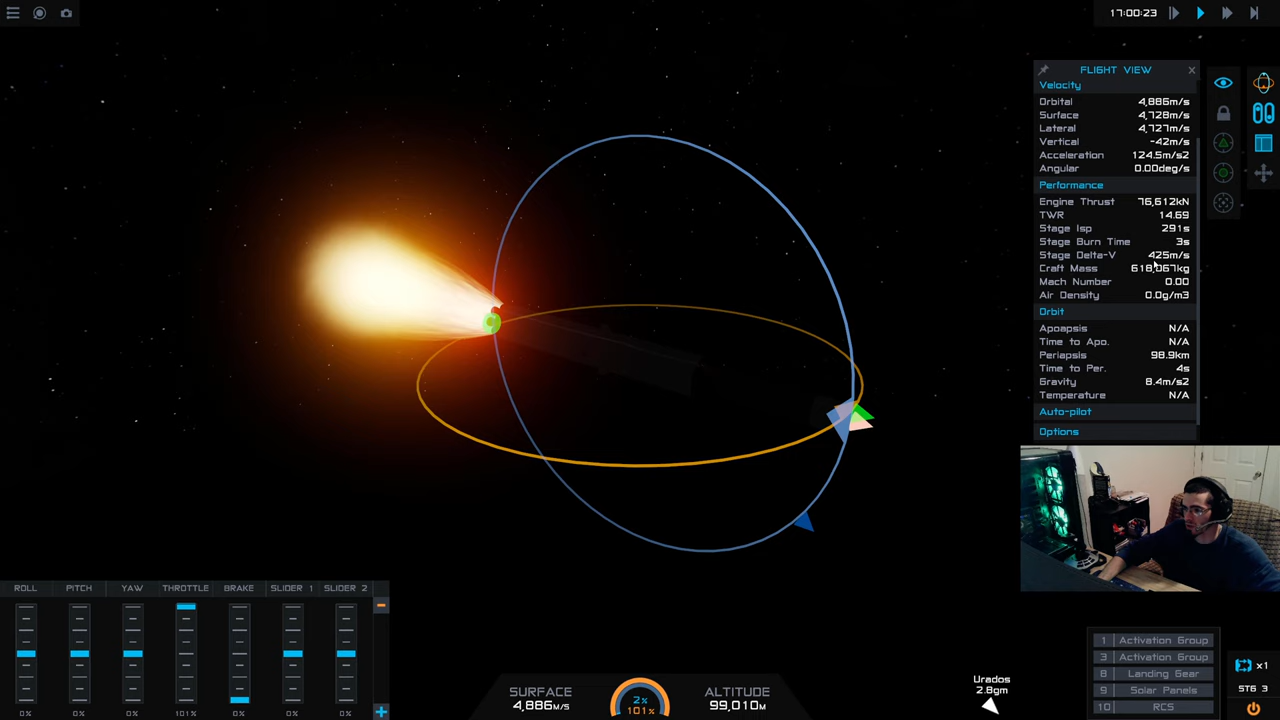 17:00:23
FLIGHT VIEW
Velocity
Orbital 4,886m/s
Surface 4,728m/s
Lateral 4,727m/s
Vertical -42m/s
Acceleration 124.5m/s2
Angular 0.00deg/s
Performance
Engine Thrust 76,612kN
TWR 14.69
Stage Isp 291s
Stage Burn Time 3s
Stage Delta-V 425m/s
Craft Mass 618,067kg
Mach Number 0.00
Air Density 0.0g/m3
Orbit
Apoapsis N/A
Time to Apo. N/A
Periapsis 98.9km
Time to Per. 4s
Gravity 8.4m/s2
Temperature N/A
Auto-pilot
Options
ROLL PITCH YAW THROTTLE BRAKE SLIDER 1 SLIDER 2
0% 0% 0% 101% 0% 0% 0%
SURFACE
4,886M/S
2%
101%
ALTITUDE
99,010M
Urados
2.8gm
1 Activation Group
3 Activation Group
8 Landing Gear
9 Solar Panels
10 RCS
x1
STG 3